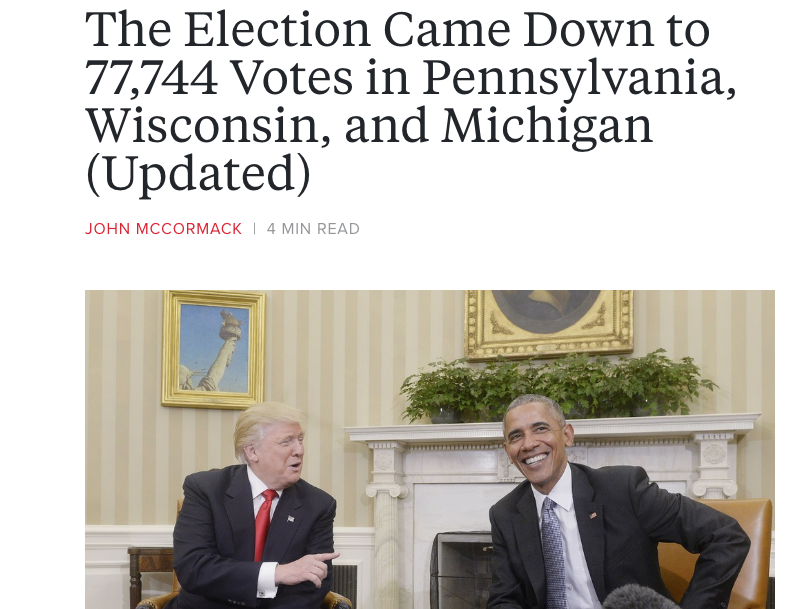 The Election Came Down to
77,744 Votes in Pennsylvania,
Wisconsin, and Michigan
(Updated)
JOHN MCCORMACK | 4 MIN READ